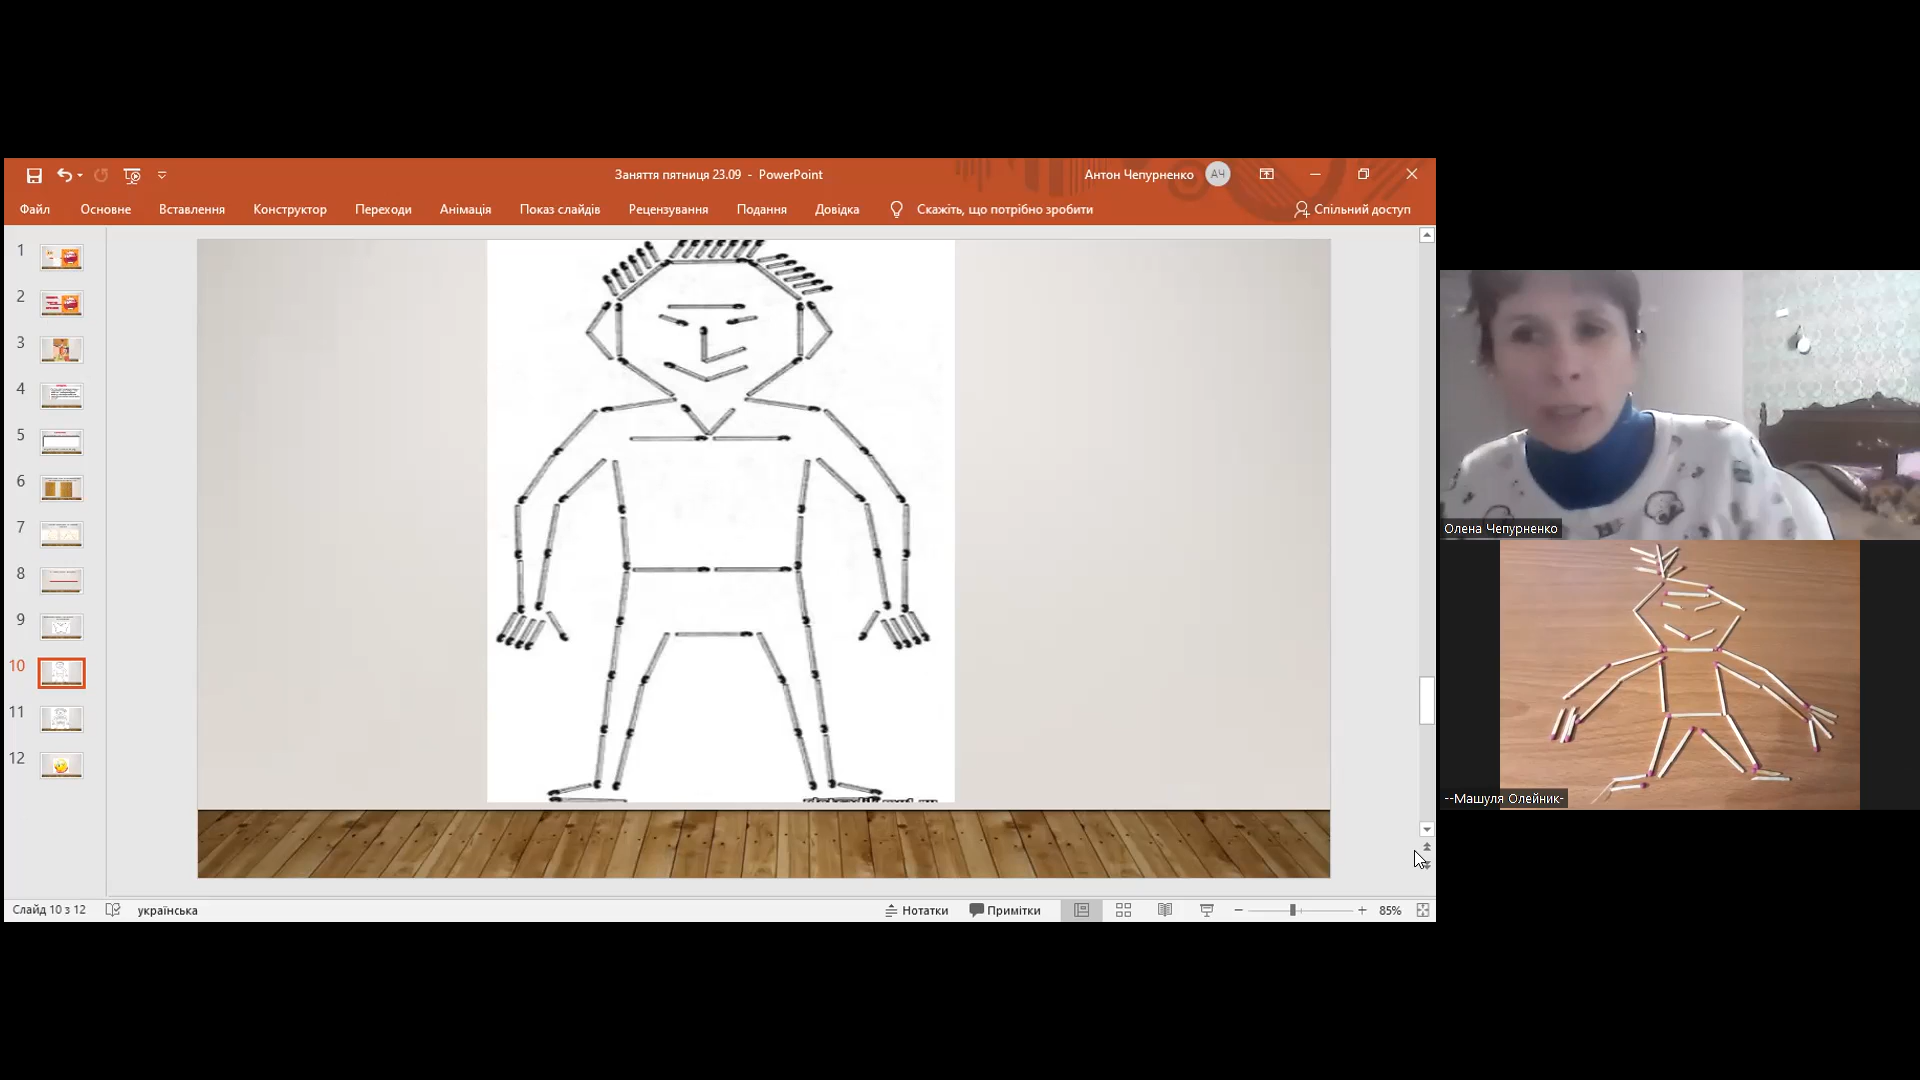 Заняття пятниця 23.09 - PowerPoint
Антон Чепурненко АЧ
Файл Основне Вставлення Конструктор Переходи Анімація Показ слайдів Рецензування Подання Довідка Скажіть, що потрібно зробити Спільний доступ
1
2
3
4
5
6
7
8
9
10
11
12
Олена Чепурненко
--Машуля Олейник-
Слайд 10 з 12 українська Нотатки Примітки 85%